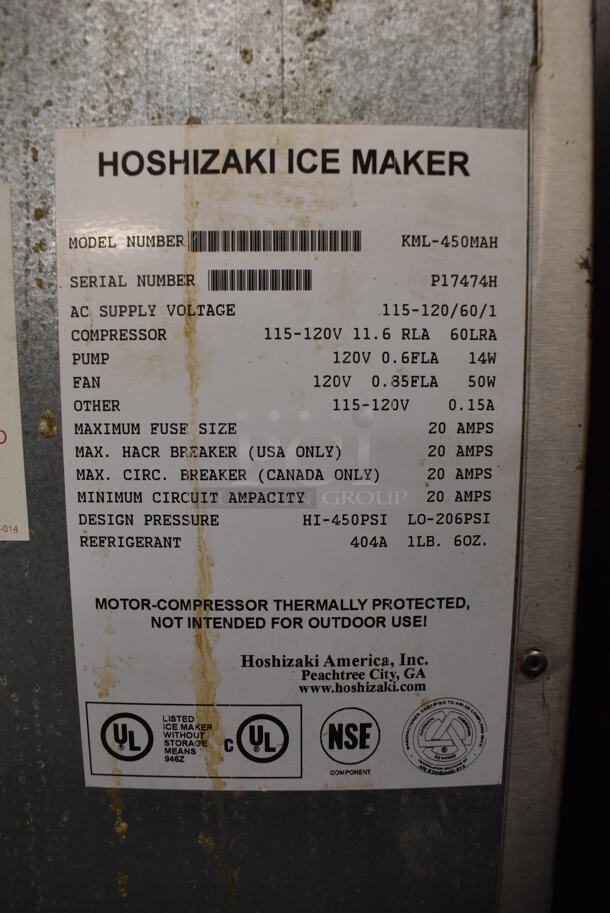 HOSHIZAKI ICE MAKER
MODEL NUMBER KML-450MAH
SERIAL NUMBER P17474H
AC SUPPLY VOLTAGE 115-120/60/1
COMPRESSOR 115-120V 11.6 RLA 60LRA
PUMP 120V 0.6FLA 14W
FAN 120V 0.85FLA 50W
OTHER 115-120V 0.15A
MAXIMUM FUSE SIZE 20 AMPS
MAX. HACR BREAKER (USA ONLY) 20 AMPS
MAX. CIRC. BREAKER (CANADA ONLY) 20 AMPS
MINIMUM CIRCUIT AMPACITY 20 AMPS
GROUP
DESIGN PRESSURE HI-450PSI LO-206PSI
REFRIGERANT 404A 1LB. 6OZ.
MOTOR-COMPRESSOR THERMALLY PROTECTED,
NOT INTENDED FOR OUTDOOR USE!
Hoshizaki America, Inc.
Peachtree City, GA
www.hoshizaki.com
UL
LISTED
ICE MAKER
WITHOUT
STORAGE
MEANS
946Z
C UL
NSF
COMPONENT
-014